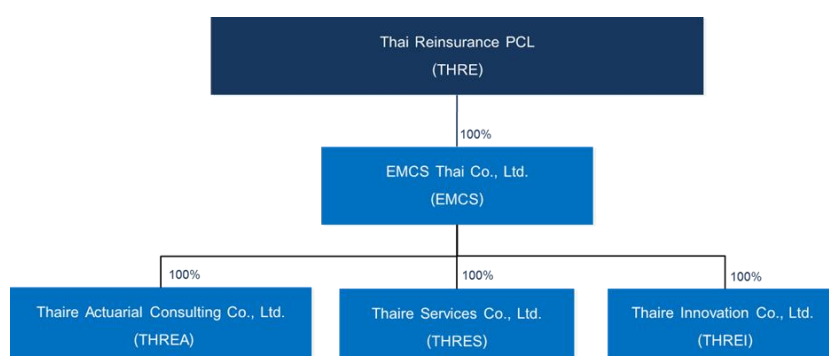 Thai Reinsurance PCL
(THRE)
100%
EMCS Thai Co., Ltd.
(EMCS)
100%
100%
100%
Thaire Actuarial Consulting Co., Ltd.
(THREA)
Thaire Services Co., Ltd.
(THRES)
Thaire Innovation Co., Ltd.
(THREI)